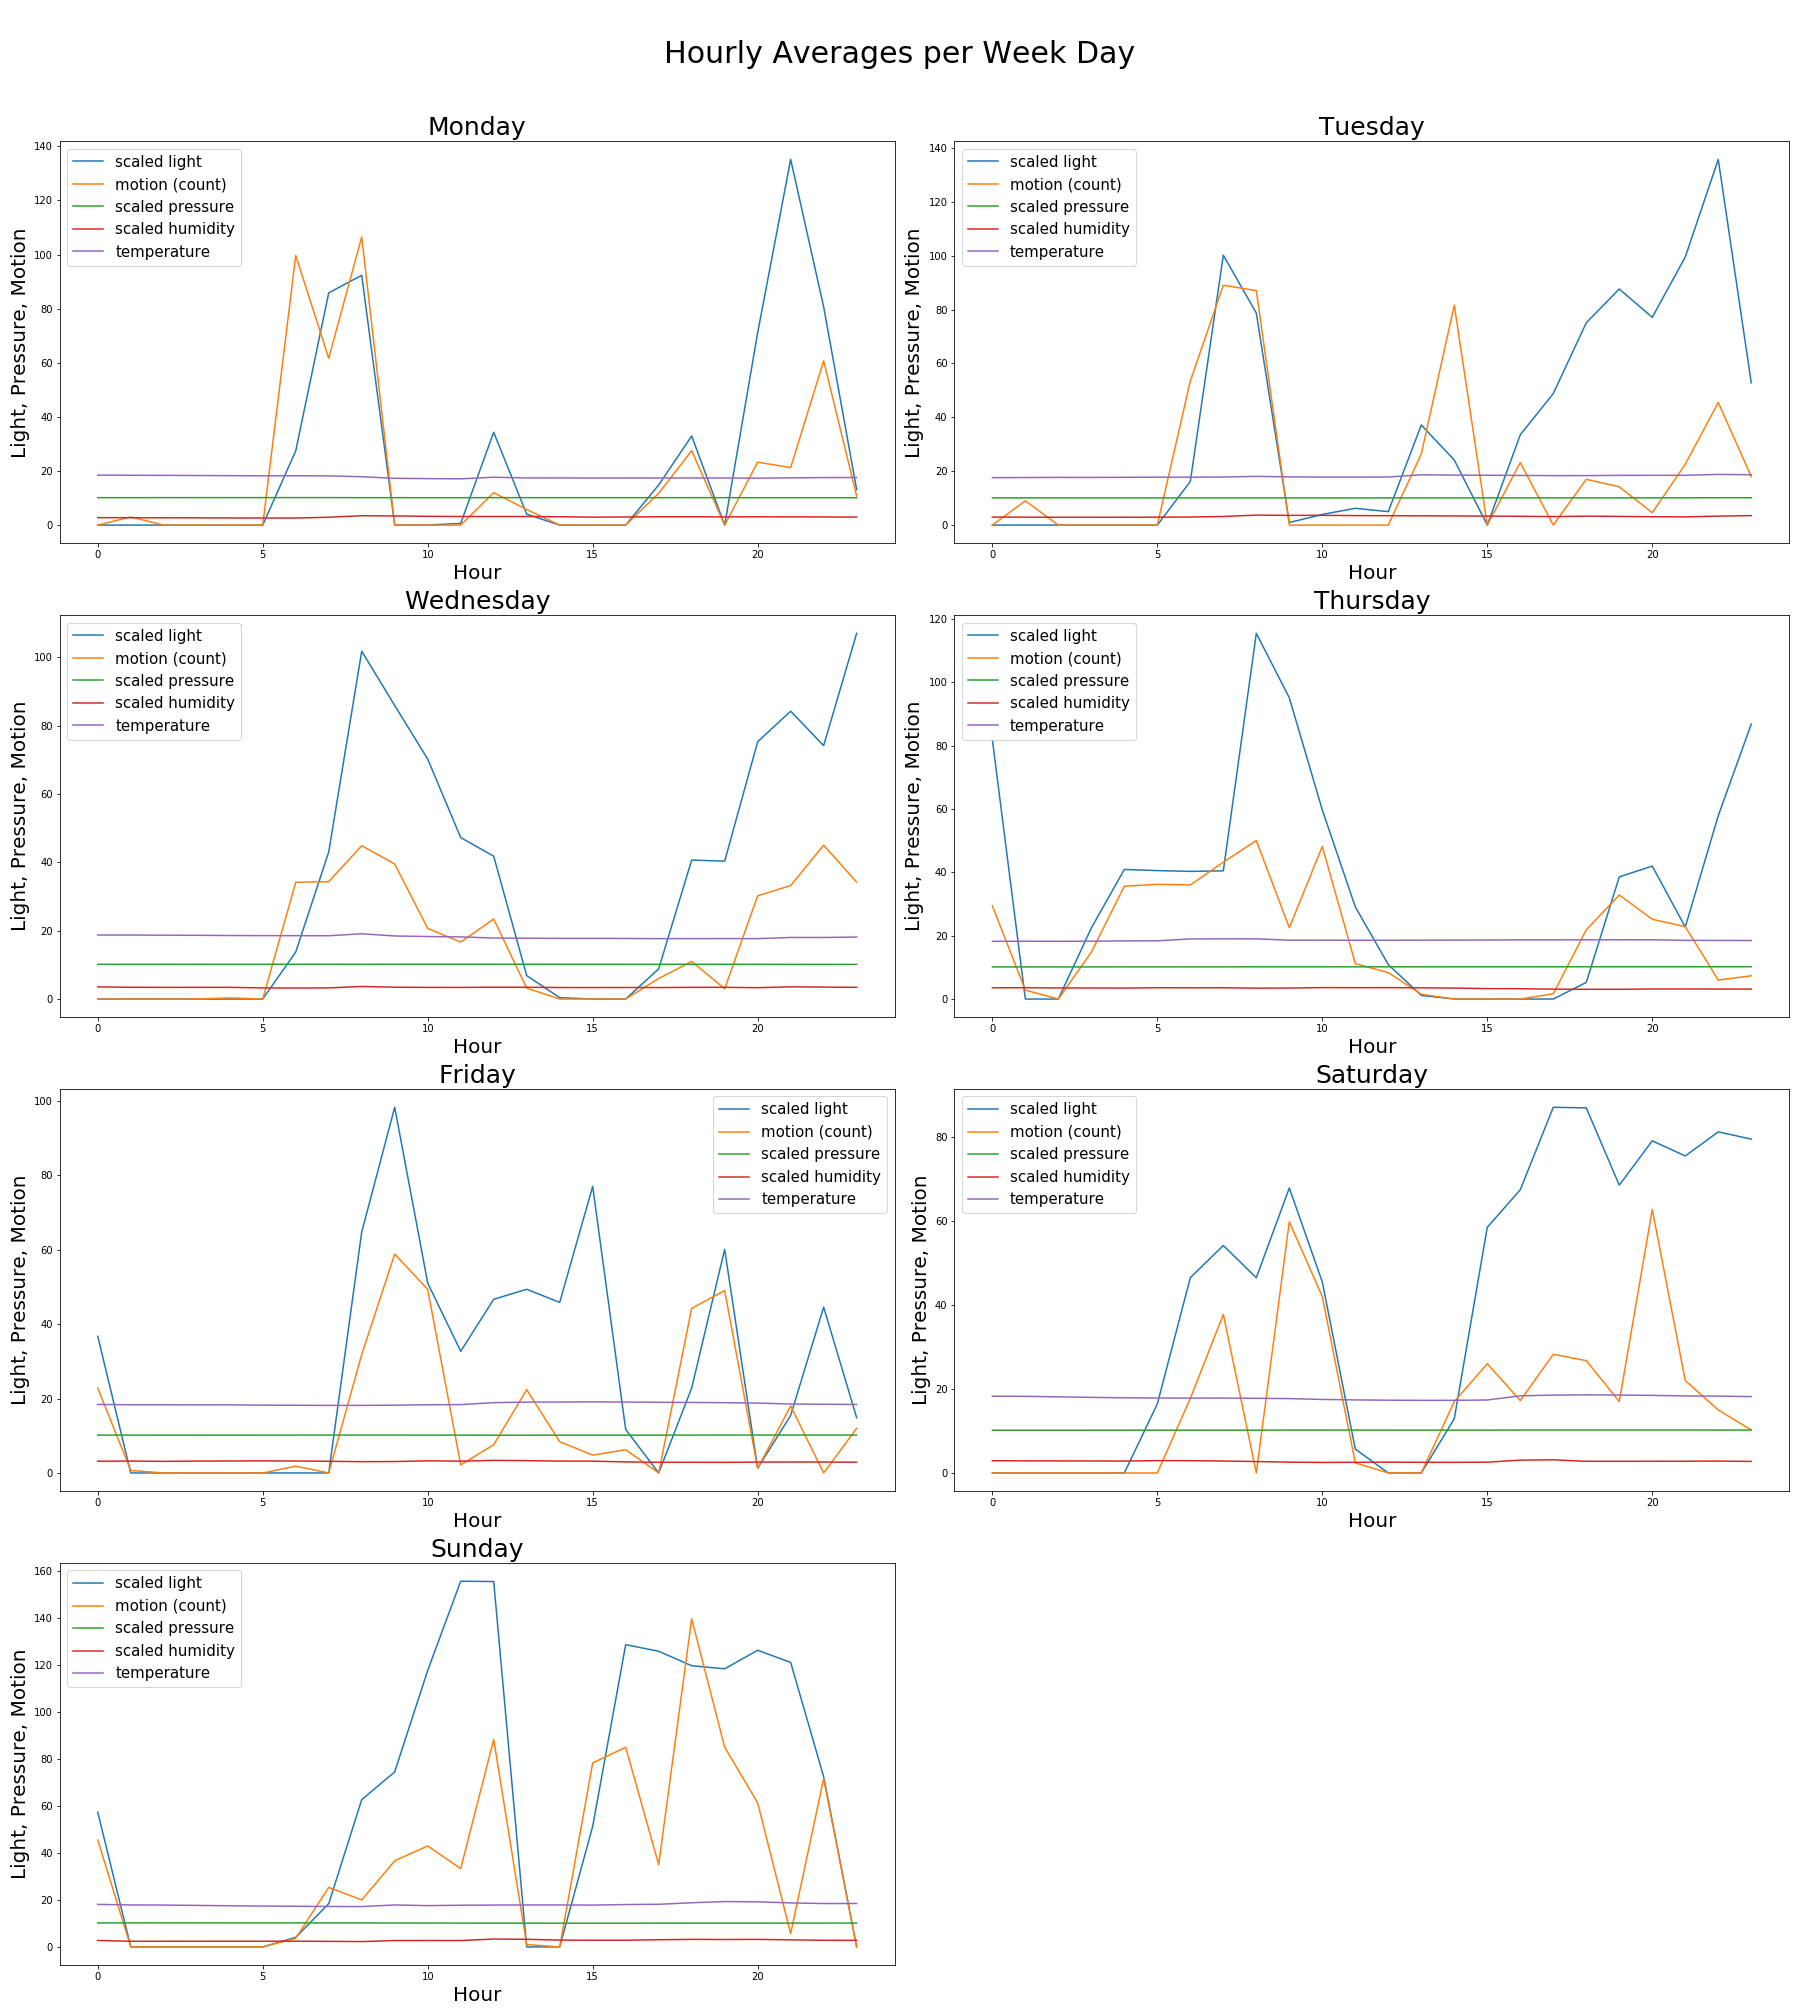 Hourly Averages per Week Day
Monday
scaled light
motion (count)
scaled pressure
scaled humidity
temperature
Light, Pressure, Motion
140
120
100
80
60
40
20
0
0 5 10 15 20
Hour
Tuesday
scaled light
motion (count)
scaled pressure
scaled humidity
temperature
Light, Pressure, Motion
140
120
100
80
60
40
20
0
0 5 10 15 20
Hour
Wednesday
scaled light
motion (count)
scaled pressure
scaled humidity
temperature
Light, Pressure, Motion
100
80
60
40
20
0
0 5 10 15 20
Hour
Thursday
scaled light
motion (count)
scaled pressure
scaled humidity
temperature
Light, Pressure, Motion
120
100
80
60
40
20
0
0 5 10 15 20
Hour
Friday
scaled light
motion (count)
scaled pressure
scaled humidity
temperature
Light, Pressure, Motion
100
80
60
40
20
0
0 5 10 15 20
Hour
Saturday
scaled light
motion (count)
scaled pressure
scaled humidity
temperature
Light, Pressure, Motion
80
60
40
20
0
0 5 10 15 20
Hour
Sunday
scaled light
motion (count)
scaled pressure
scaled humidity
temperature
Light, Pressure, Motion
160
140
120
100
80
60
40
20
0
0 5 10 15 20
Hour